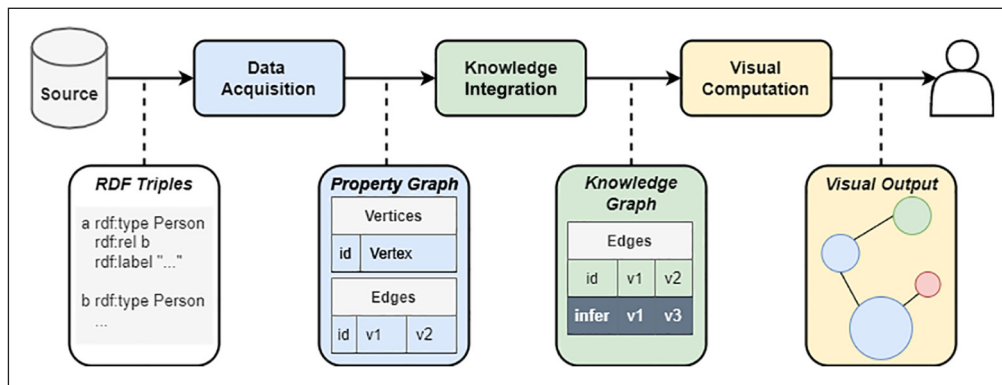 Source
Data
Acquisition
Knowledge
Integration
Visual
Computation
RDF Triples
a rdf:type Person
rdf:rel b
rdf:label "..."
b rdf:type Person
...
Property Graph
Vertices
id Vertex
Edges
id v1 v2
Knowledge
Graph
Edges
id v1 v2
infer v1 v3
Visual Output